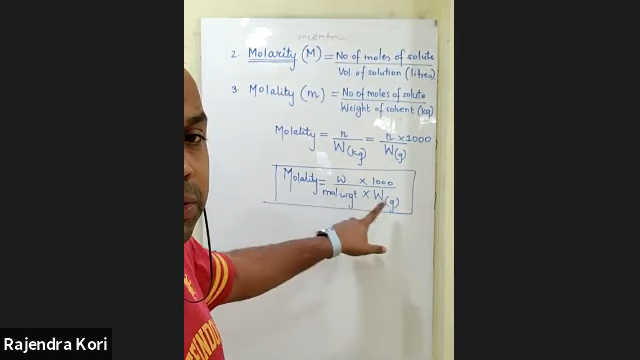 2. Molarity (M) = No of moles of solute / Vol. of solution (litres)
3. Molality (m) = No of moles of solute / Weight of solvent (kg)
Molality = n / W(kg) = n × 1000 / W(g)
Molality = w × 1000 / mol. wgt × W(g)
Rajendra Kori